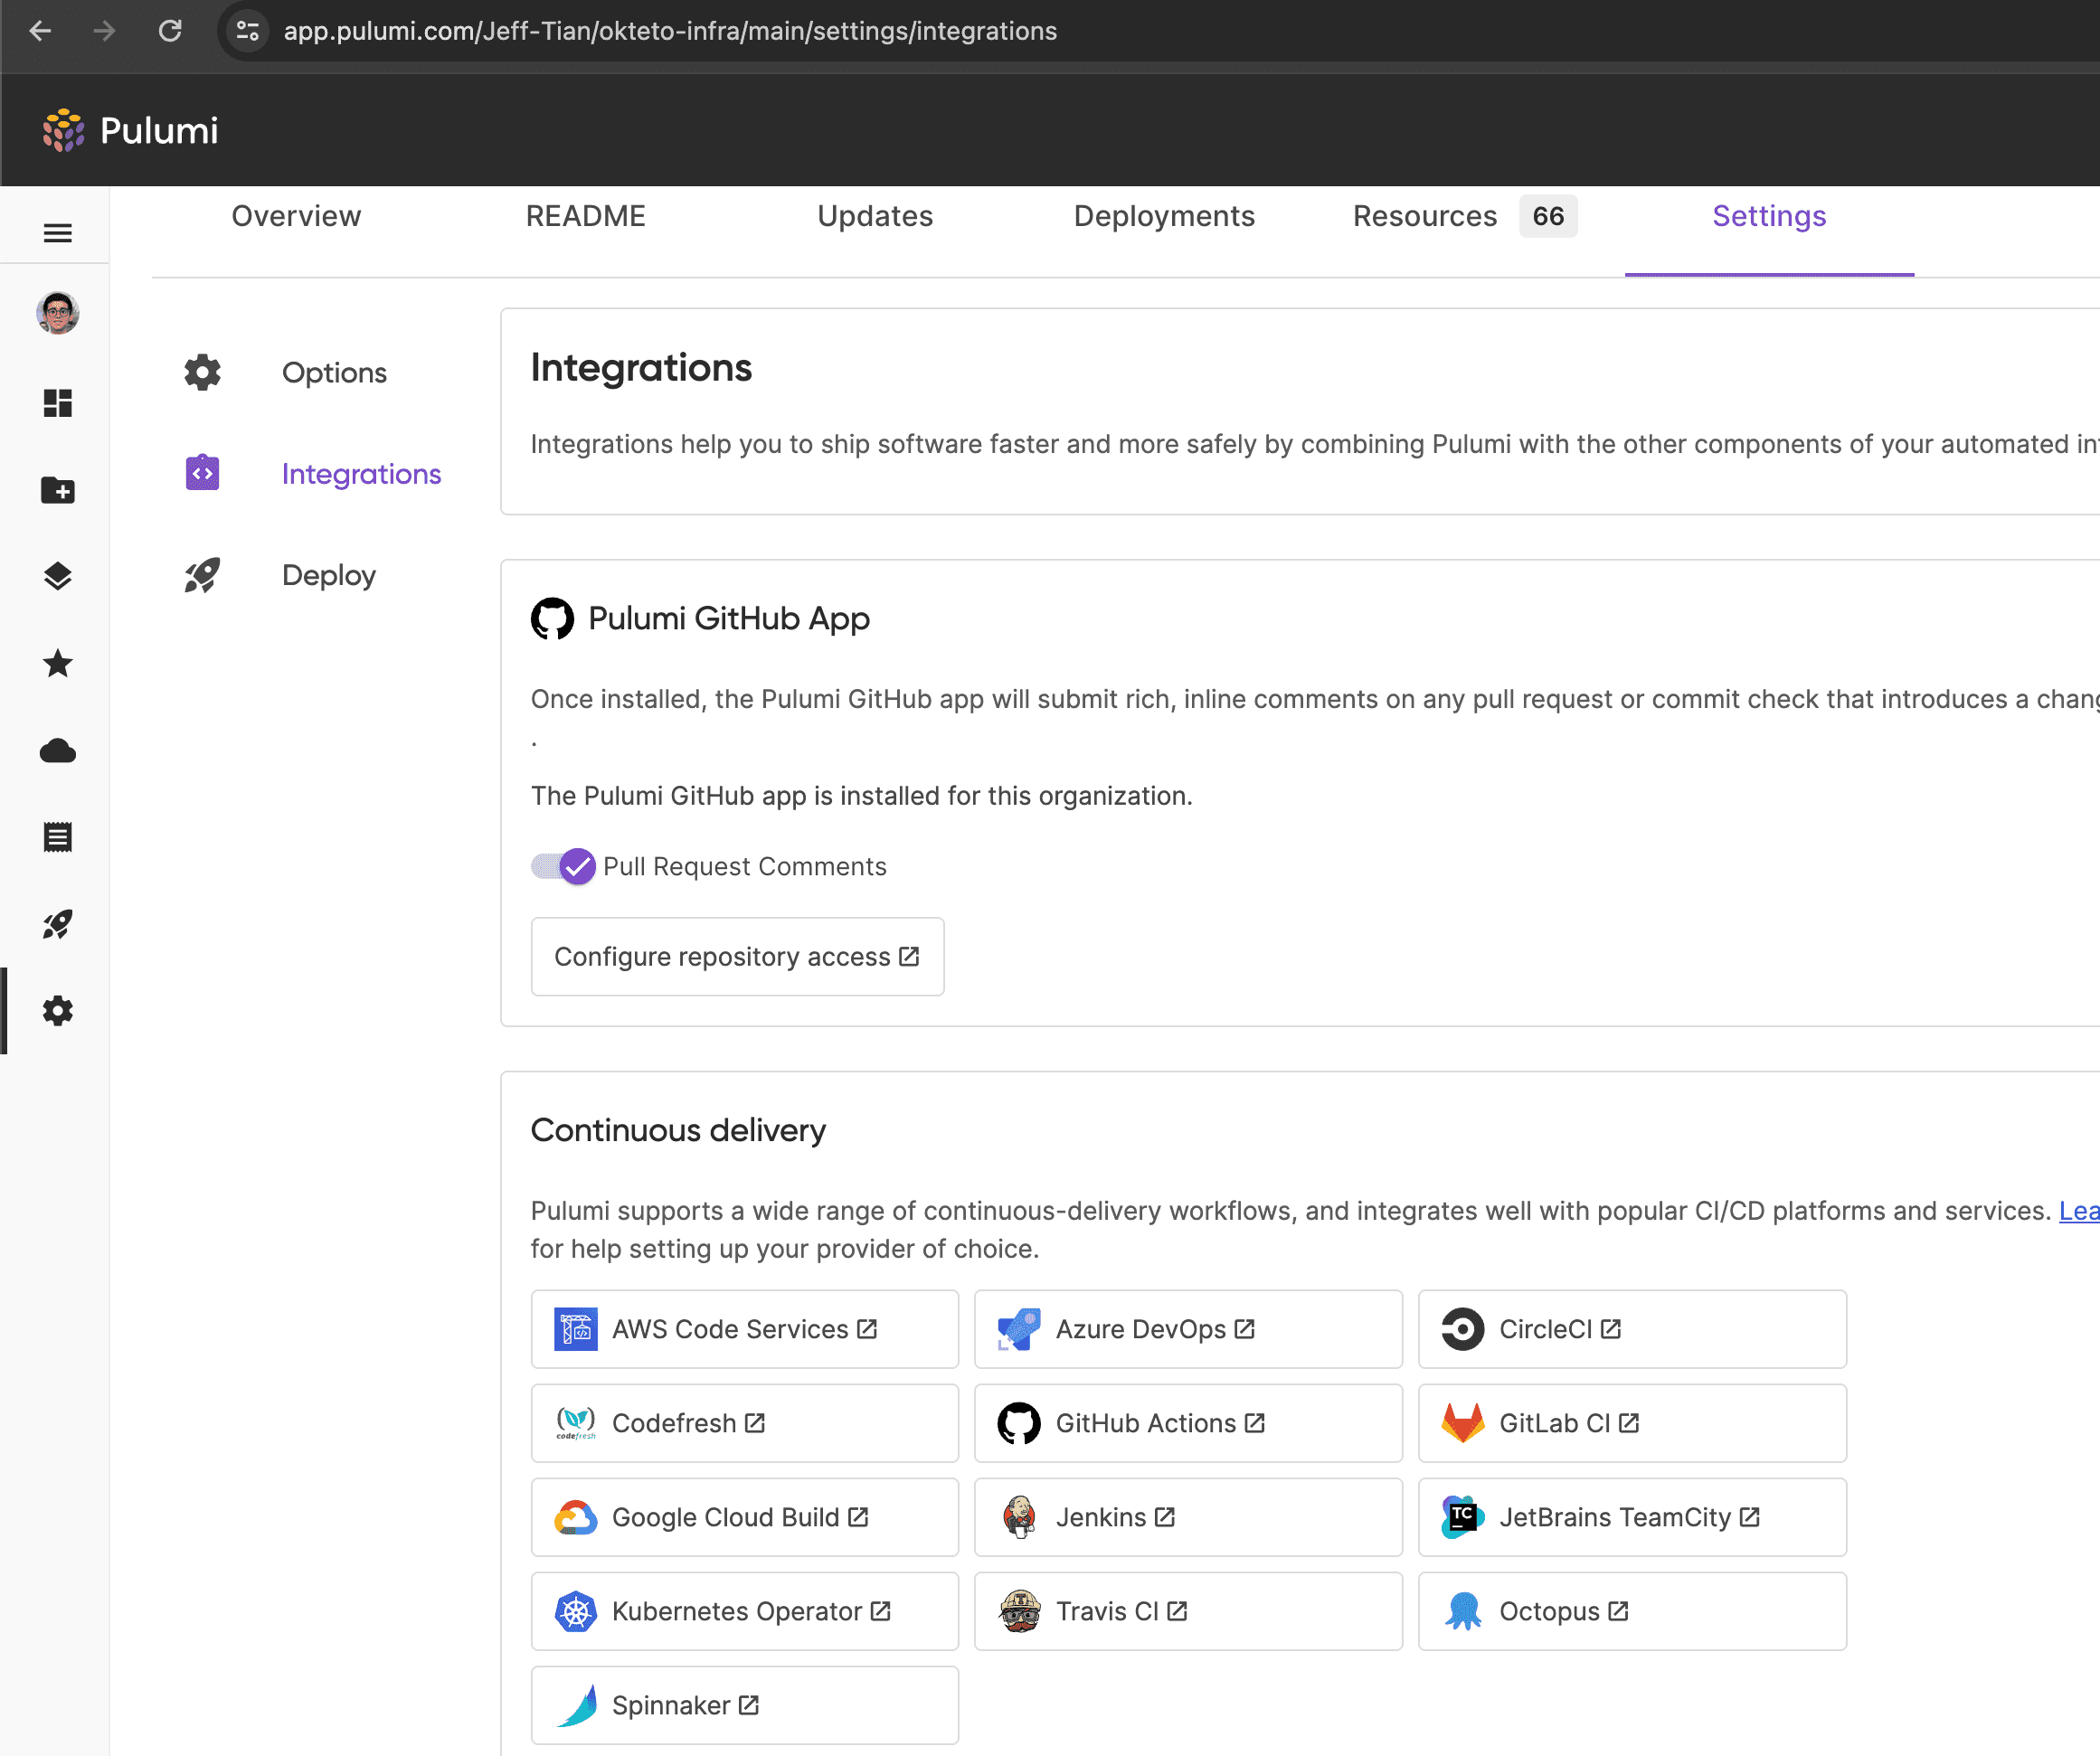 app.pulumi.com/Jeff-Tian/okteto-infra/main/settings/integrations
Pulumi
Overview README Updates Deployments Resources 66 Settings
Options
Integrations
Deploy
Integrations
Integrations help you to ship software faster and more safely by combining Pulumi with the other components of your automated in
Pulumi GitHub App
Once installed, the Pulumi GitHub app will submit rich, inline comments on any pull request or commit check that introduces a chang
.
The Pulumi GitHub app is installed for this organization.
Pull Request Comments
Configure repository access
Continuous delivery
Pulumi supports a wide range of continuous-delivery workflows, and integrates well with popular CI/CD platforms and services. Lea
for help setting up your provider of choice.
AWS Code Services Azure DevOps CircleCI
codefresh Codefresh GitHub Actions GitLab CI
Google Cloud Build Jenkins TC JetBrains TeamCity
Kubernetes Operator Travis CI Octopus
Spinnaker